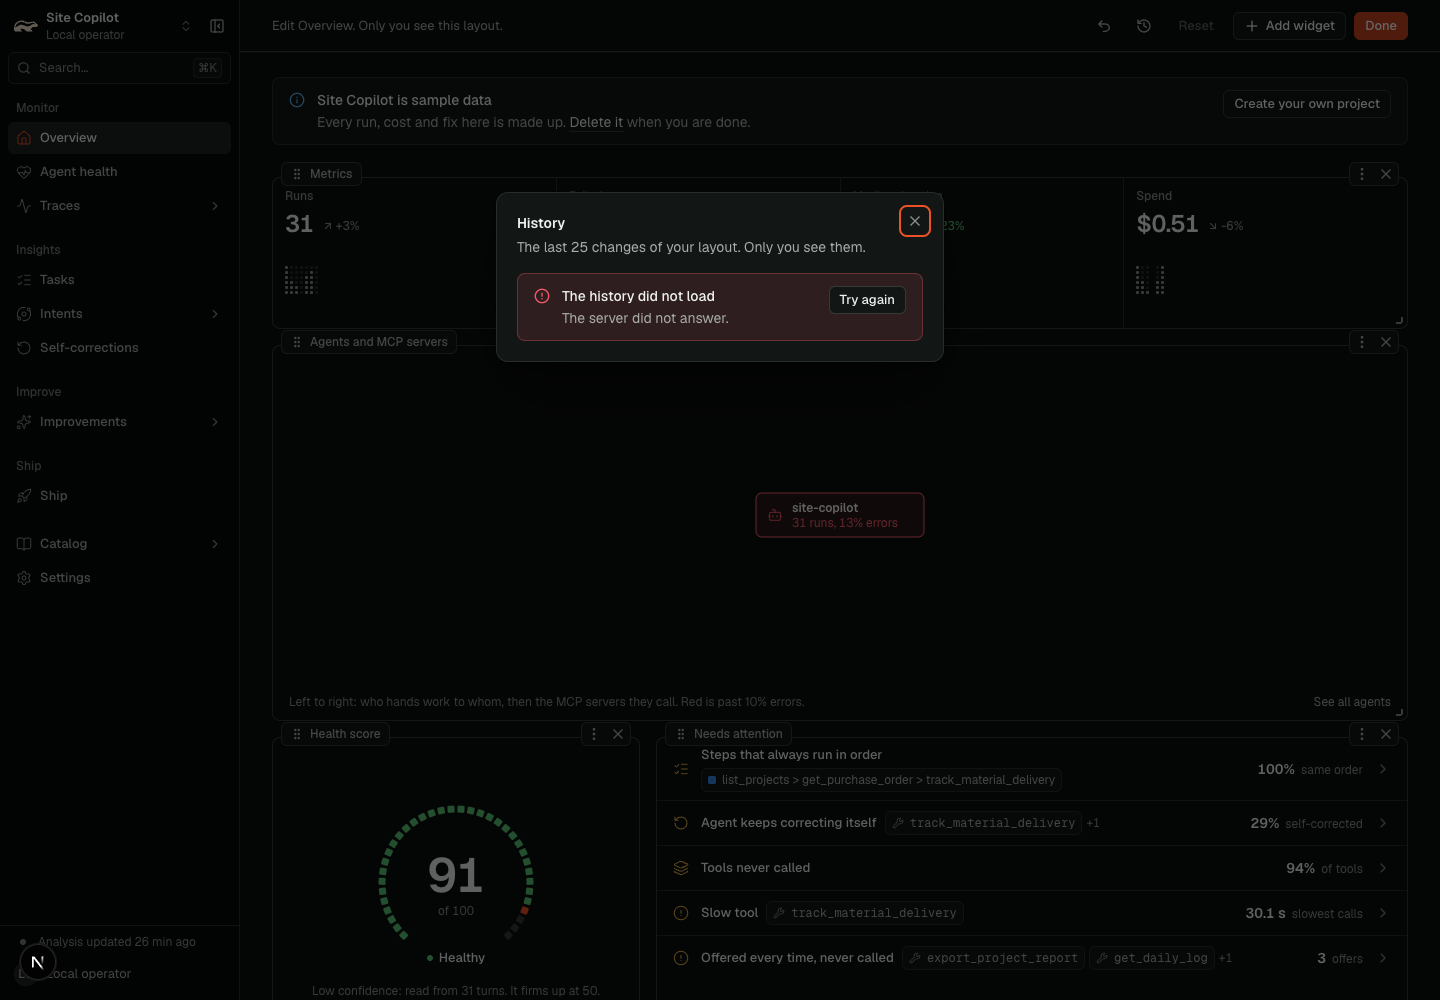 Site Copilot
Local operator
Search...
⌘K
Monitor
Overview
Agent health
Traces
Insights
Tasks
Intents
Self-corrections
Improve
Improvements
Ship
Ship
Catalog
Settings
Analysis updated 26 min ago
Local operator
Edit Overview. Only you see this layout.
Reset
Add widget
Done
Site Copilot is sample data
Every run, cost and fix here is made up. Delete it when you are done.
Create your own project
Metrics
Runs
31 +3%
23%
Spend
$0.51 -6%
History
The last 25 changes of your layout. Only you see them.
The history did not load
The server did not answer.
Try again
Agents and MCP servers
site-copilot
31 runs, 13% errors
Left to right: who hands work to whom, then the MCP servers they call. Red is past 10% errors.
See all agents
Health score
91
of 100
Healthy
Low confidence: read from 31 turns. It firms up at 50.
Needs attention
Steps that always run in order
list_projects > get_purchase_order > track_material_delivery
100% same order
Agent keeps correcting itself track_material_delivery +1
29% self-corrected
Tools never called
94% of tools
Slow tool track_material_delivery
30.1 s slowest calls
Offered every time, never called export_project_report get_daily_log +1
3 offers